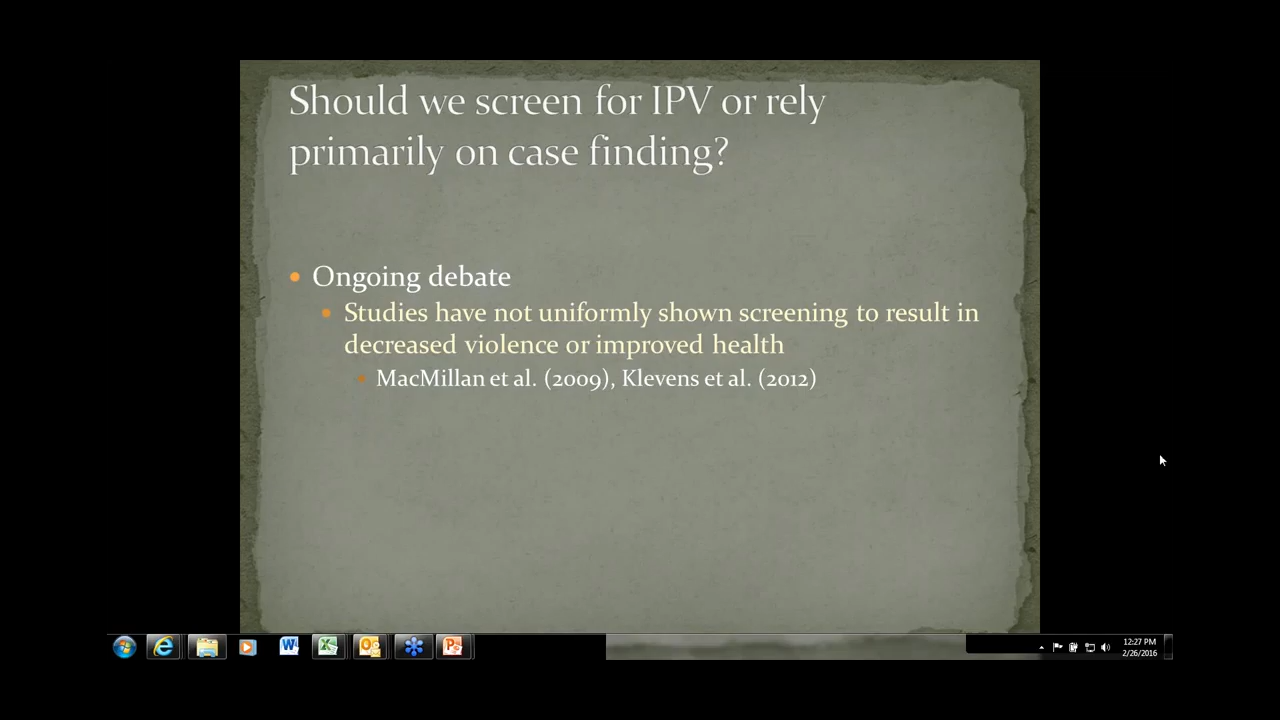 Should we screen for IPV or rely
primarily on case finding?
Ongoing debate
Studies have not uniformly shown screening to result in
decreased violence or improved health
MacMillan et al. (2009), Klevens et al. (2012)
12:27 PM
2/26/2016